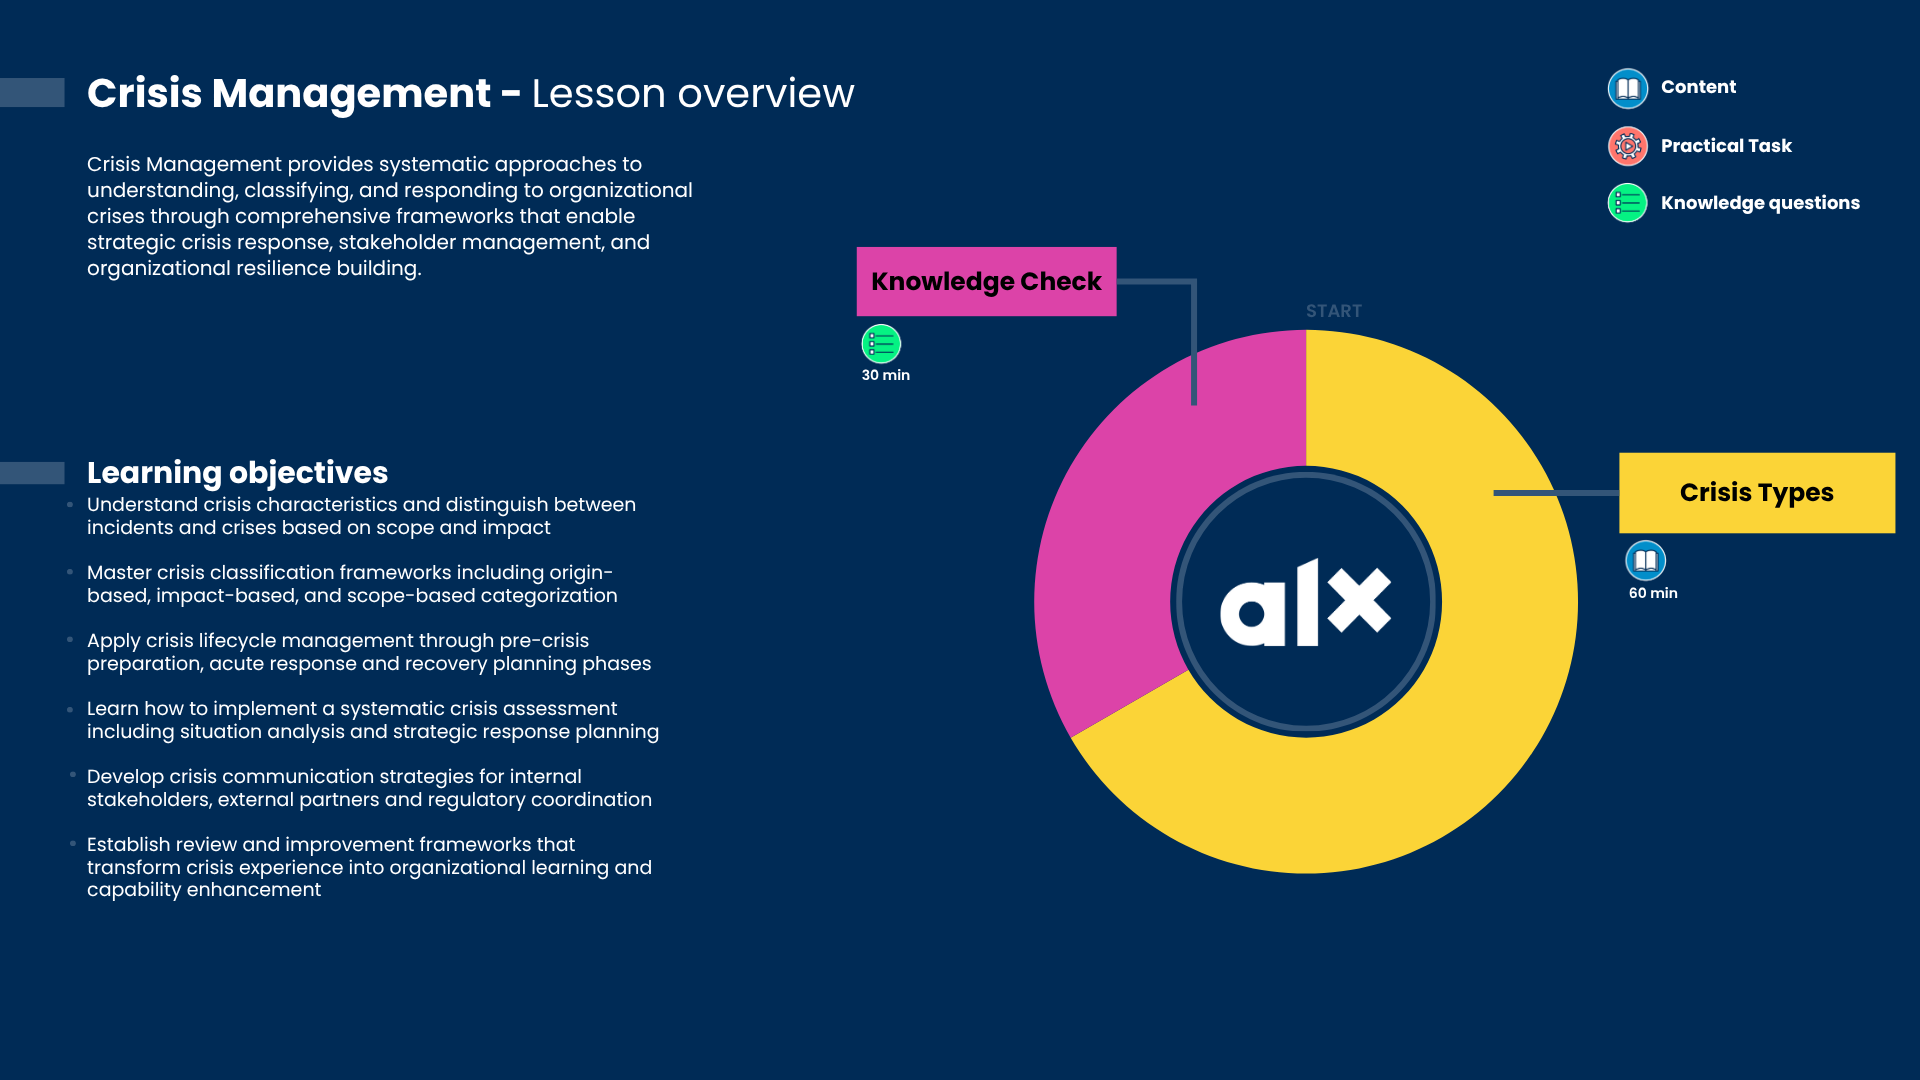 Crisis Management - Lesson overview
Crisis Management provides systematic approaches to
understanding, classifying, and responding to organizational
crises through comprehensive frameworks that enable
strategic crisis response, stakeholder management, and
organizational resilience building.
Learning objectives
Understand crisis characteristics and distinguish between
incidents and crises based on scope and impact
Master crisis classification frameworks including origin-
based, impact-based, and scope-based categorization
Apply crisis lifecycle management through pre-crisis
preparation, acute response and recovery planning phases
Learn how to implement a systematic crisis assessment
including situation analysis and strategic response planning
Develop crisis communication strategies for internal
stakeholders, external partners and regulatory coordination
Establish review and improvement frameworks that
transform crisis experience into organizational learning and
capability enhancement
Content
Practical Task
Knowledge questions
Knowledge Check
30 min
START
Crisis Types
60 min
alx